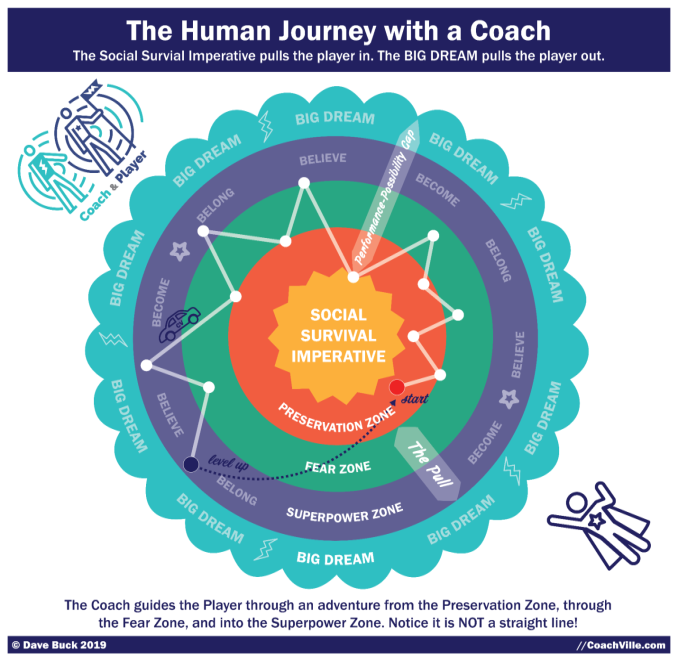 The Human Journey with a Coach
The Social Survial Imperative pulls the player in. The BIG DREAM pulls the player out.
Coach & Player
BIG DREAM
BIG DREAM
BIG DREAM
BIG DREAM
BIG DREAM
BIG DREAM
BIG DREAM
BIG DREAM
BIG DREAM
BIG DREAM
BIG DREAM
BELIEVE
BECOME
BELONG
BELIEVE
BECOME
BELONG
BECOME
BELIEVE
BELONG
Performance-Possibility Gap
SOCIAL
SURVIVAL
IMPERATIVE
start
PRESERVATION ZONE
The Pull
level up
FEAR ZONE
SUPERPOWER ZONE
The Coach guides the Player through an adventure from the Preservation Zone, through
the Fear Zone, and into the Superpower Zone. Notice it is NOT a straight line!
© Dave Buck 2019
//CoachVille.com